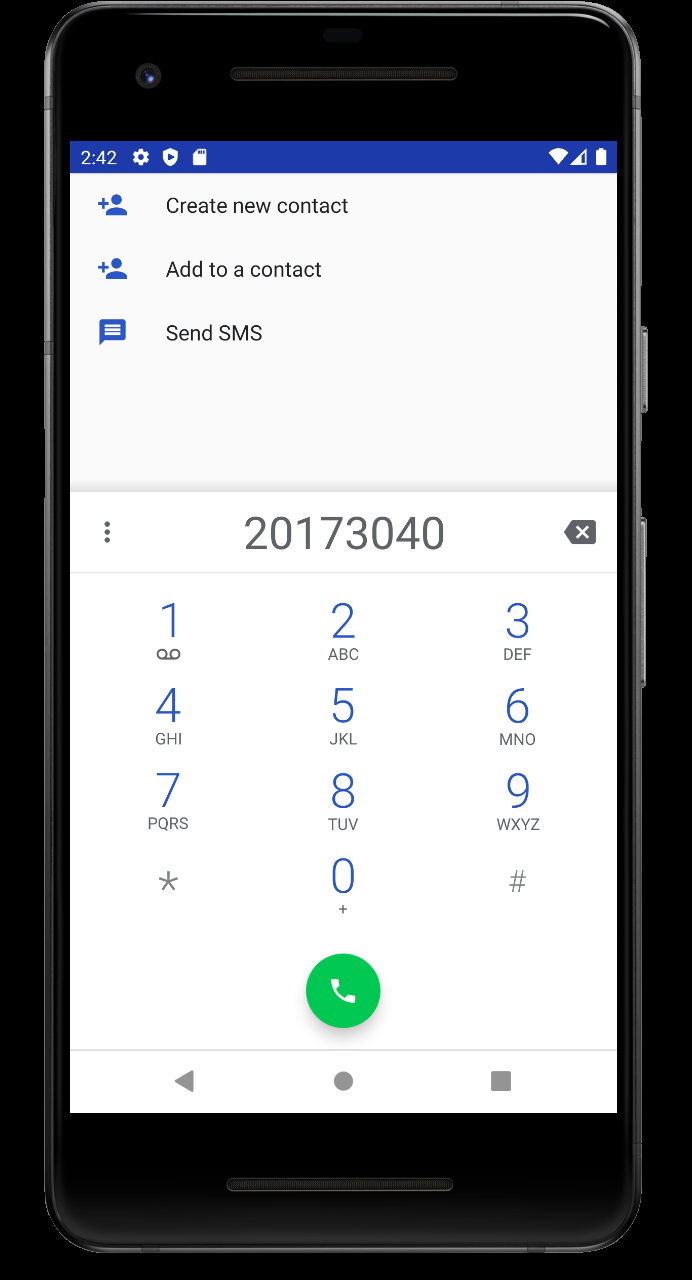 2:42
Create new contact
Add to a contact
Send SMS
20173040
1 2 3
ABC DEF
4 5 6
GHI JKL MNO
7 8 9
PQRS TUV WXYZ
* 0 #
+